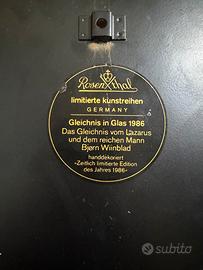 Rosenthal
limitierte kunstreihen
GERMANY
Gleichnis in Glas 1986
Das Gleichnis vom Lazarus
und dem reichen Mann
Bjørn Wiinblad
handdekoriert
-Zeitlich limitierte Edition
des Jahres 1986-
subito